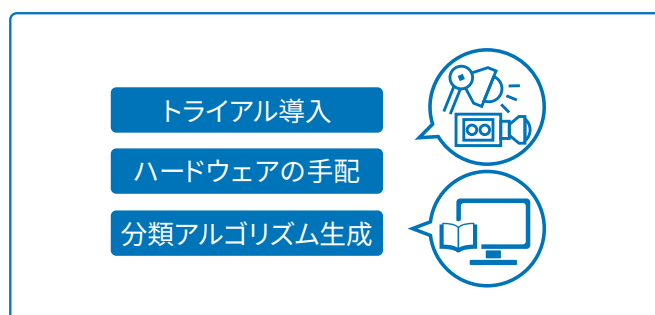 トライアル導入
ハードウェアの手配
分類アルゴリズム生成